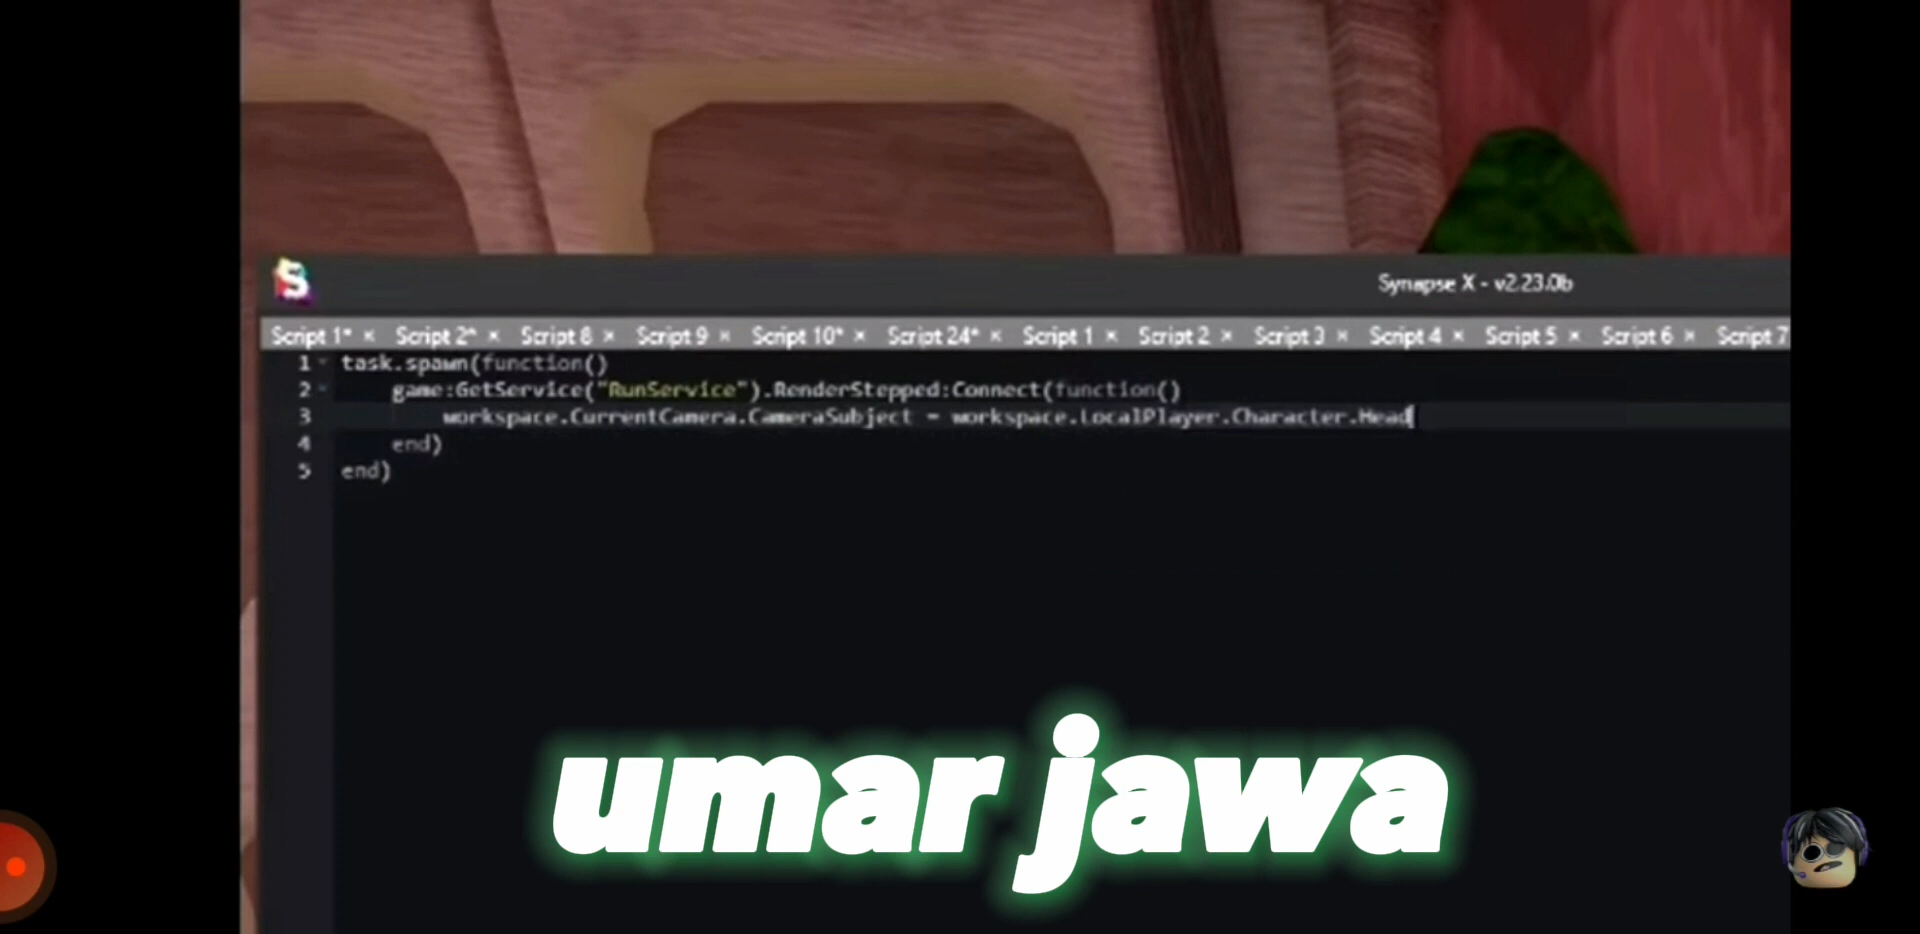 S
Synapse X - v2.23.0b
Script 1* × Script 2* × Script 8 × Script 9 × Script 10* × Script 24* × Script 1 × Script 2 × Script 3 × Script 4 × Script 5 × Script 6 × Script 7
1 task.spawn(function()
2 game:GetService("RunService").RenderStepped:Connect(function()
3 workspace.CurrentCamera.CameraSubject = workspace.LocalPlayer.Character.Head
4 end)
5 end)
umar jawa